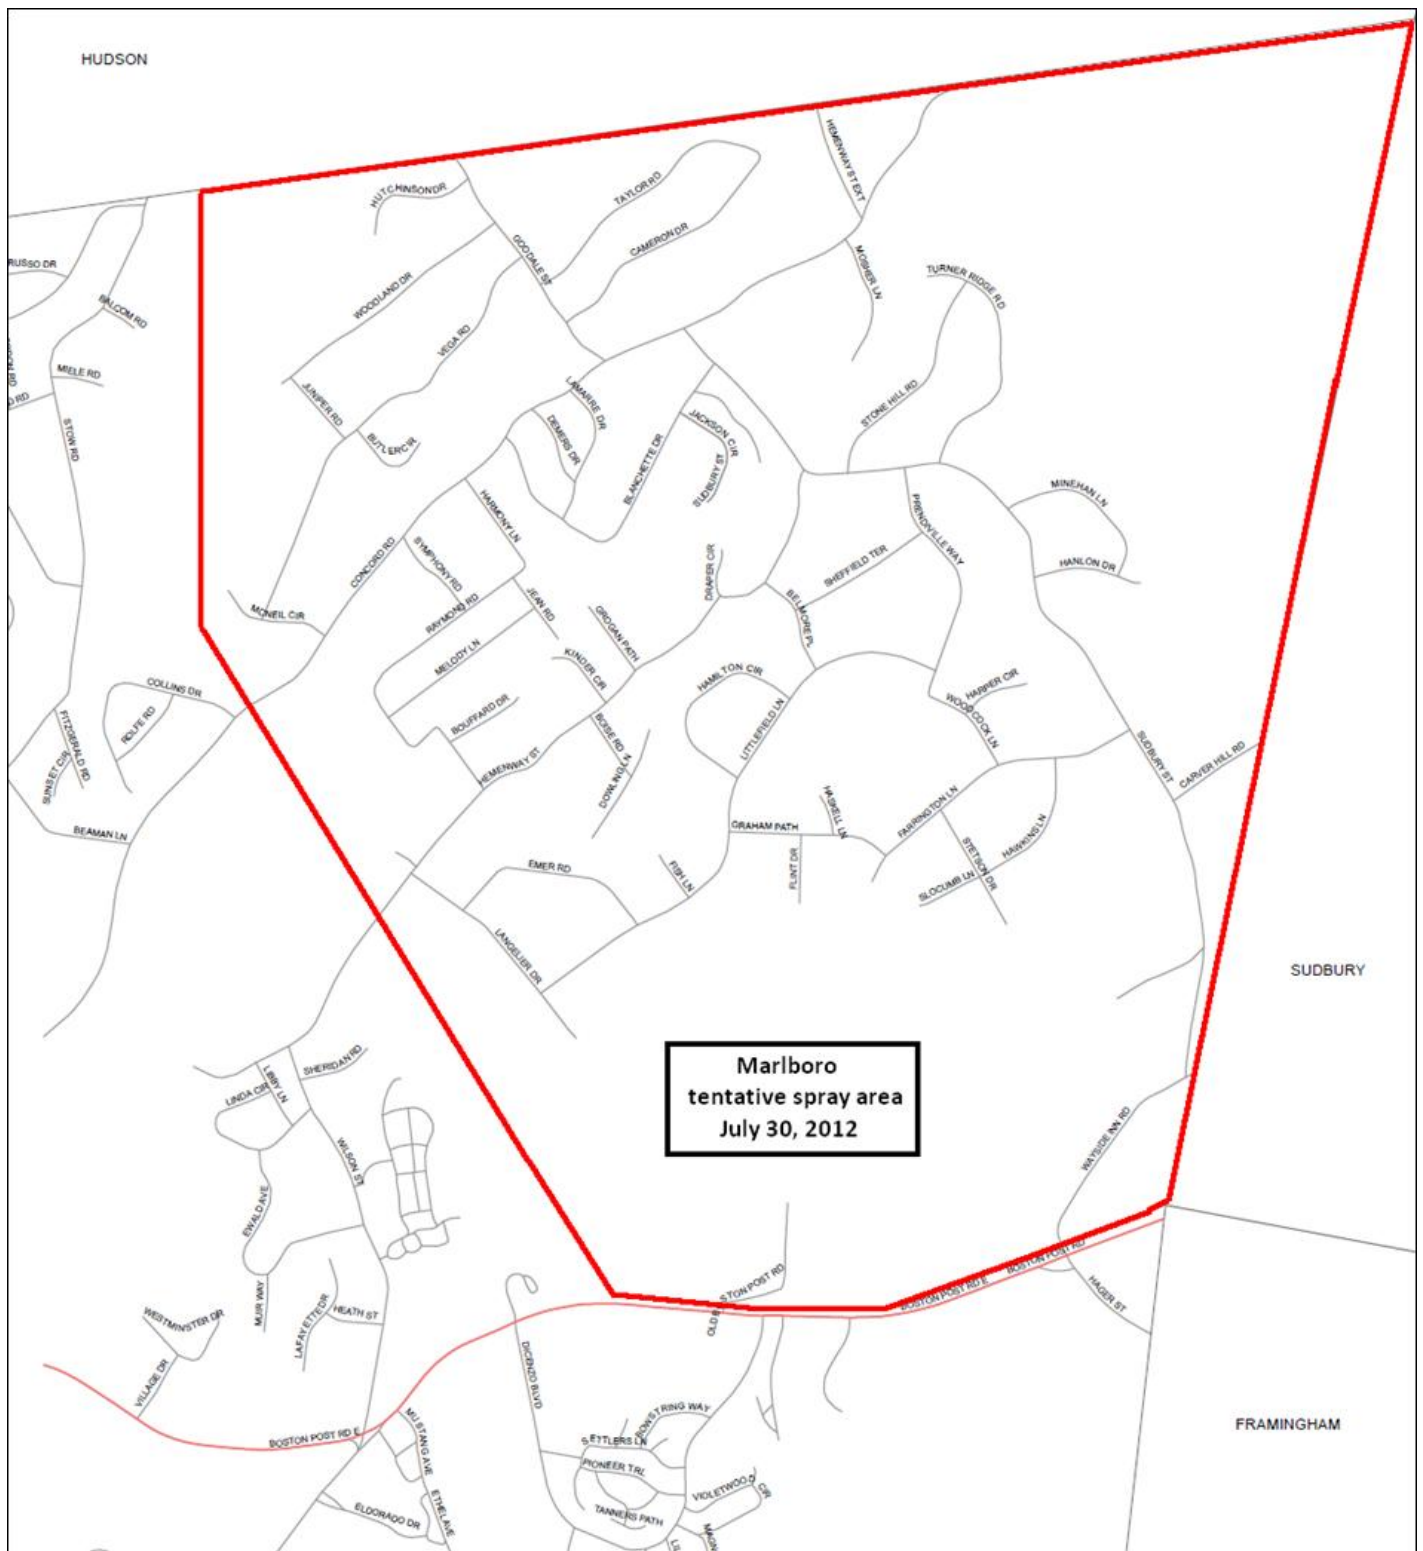 HUDSON
HUTCHINSON DR
TAYLOR RD
HEMENWAY ST EXT
CAMERON DR
GOODALE ST
RUSSO DR
WOODLAND DR
MOSHER LN
TURNER RIDGE RD
BALCOM RD
VEGA RD
MIELE RD
JUNIPER RD
LAMARRE DR
STONE HILL RD
STOW RD
BUTLER CIR
DEMERS DR
JACKSON CIR
BLANCHETTE DR
SUDBURY ST
HARMONY LN
MINEHAN LN
PRENDIVILLE WAY
CONCORD RD
SYMPHONY RD
DRAPER CIR
SHEFFIELD TER
HANLON DR
MCNEIL CIR
RAYMOND RD
JEAN RD
GROGAN PATH
BELMORE PL
MELODY LN
KINDER CIR
HAMILTON CIR
COLLINS DR
HARPER CIR
ROLFE RD
BOUFFARD DR
WOODCOCK LN
FITZGERALD RD
BOISE RD
LITTLEFIELD LN
SUNSET CIR
HEMENWAY ST
DOWLING LN
SUDBURY ST
CARVER HILL RD
BEAMAN LN
GRAHAM PATH
HASKELL LN
FARRINGTON LN
HAWKINS LN
EMER RD
FISH LN
FLINT DR
STETSON DR
SLOCUMB LN
LANGELIER DR
SUDBURY
Marlboro
tentative spray area
July 30, 2012
SHERIDAN RD
LIBBY LN
LINDA CIR
WILSON ST
WAYSIDE INN RD
EWALD AVE
BOSTON POST RD
OLD B STON POST RD
BOSTON POST RD E
HAGER ST
MUIR WAY
LAFAYETTE DR
HEATH ST
WESTMINSTER DR
VILLAGE DR
DICENZO BLVD
BOSTON POST RD E
MUSTANG AVE
BOWSTRING WAY
SETTLERS LN
FRAMINGHAM
PIONEER TRL
VIOLETWOOD CIR
ETHEL AVE
ELDORADO DR
TANNERS PATH